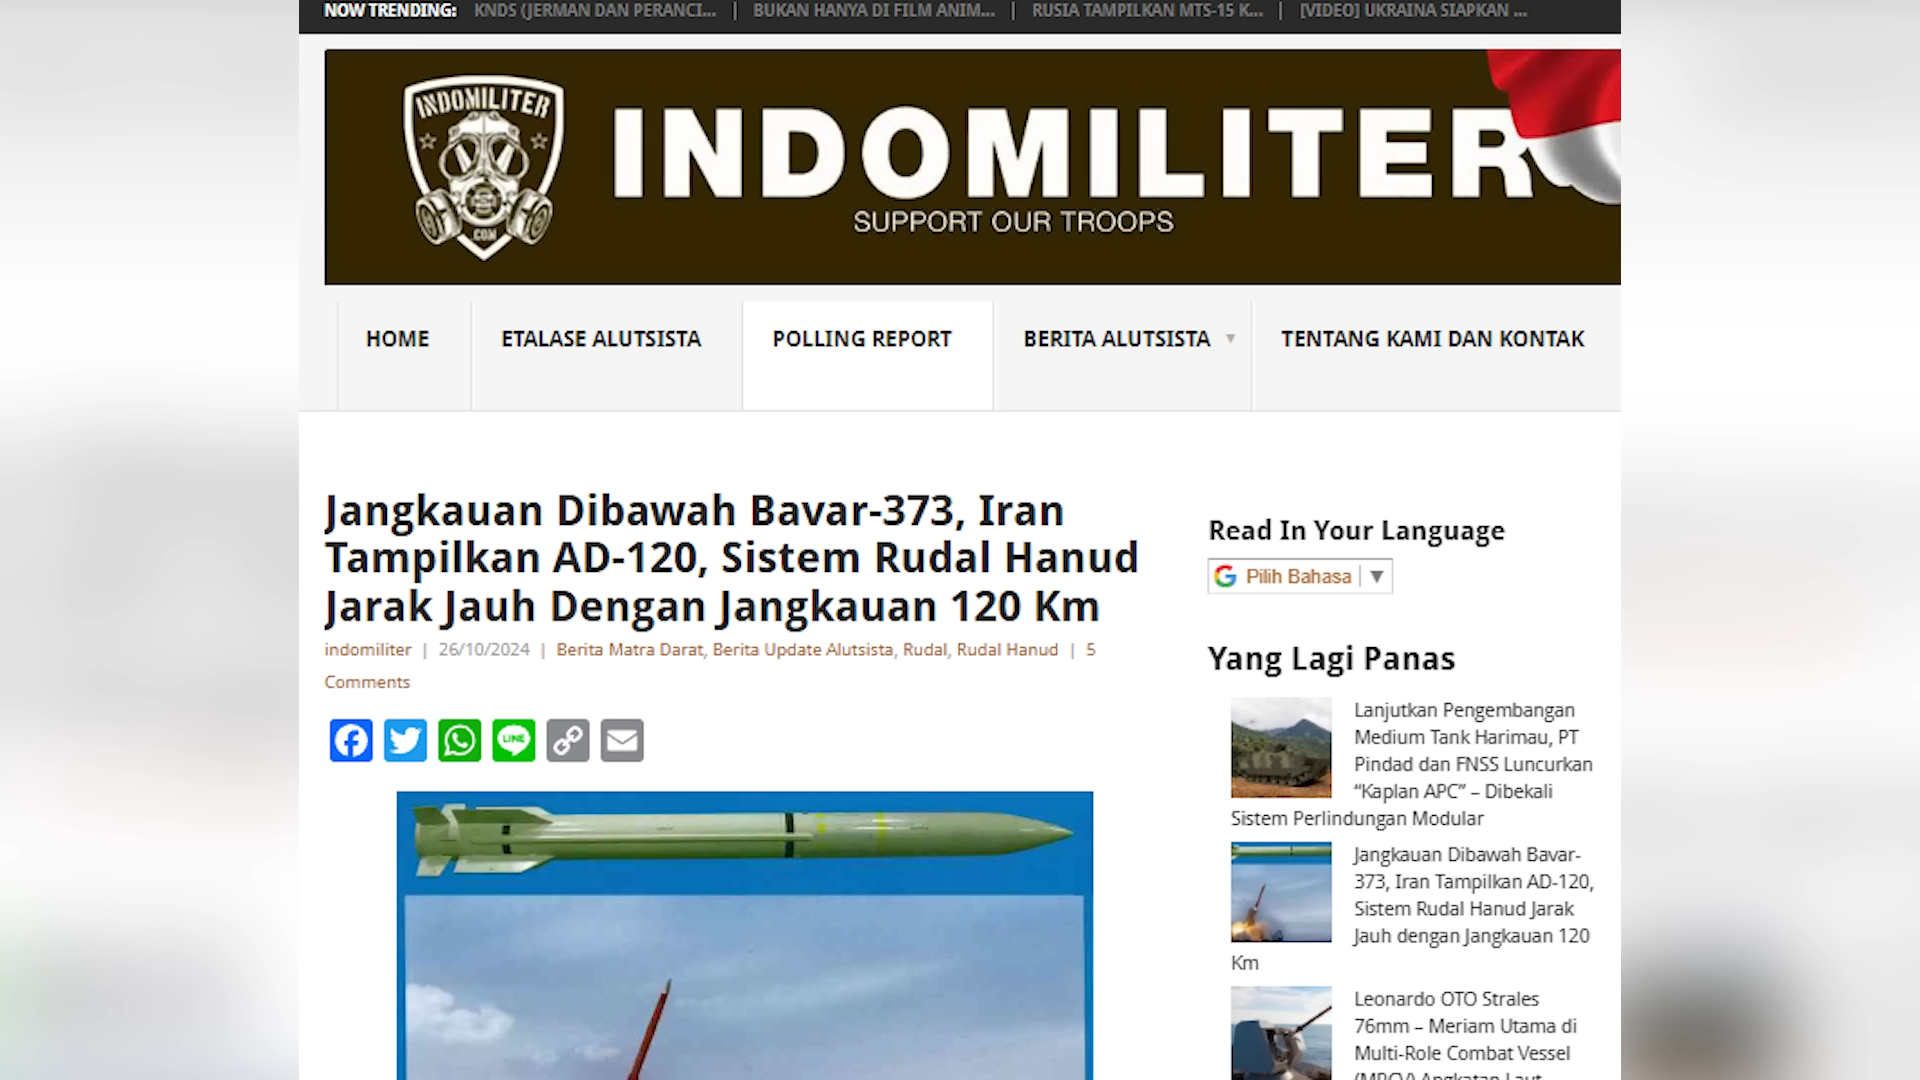 NOW TRENDING: KNDS (JERMAN DAN PERANCI... | BUKAN HANYA DI FILM ANIM... | RUSIA TAMPILKAN MTS-15 K... | [VIDEO] UKRAINA SIAPKAN ...
INDOMILITER
.COM
INDOMILITER
SUPPORT OUR TROOPS
HOME
ETALASE ALUTSISTA
POLLING REPORT
BERITA ALUTSISTA
TENTANG KAMI DAN KONTAK
Jangkauan Dibawah Bavar-373, Iran
Tampilkan AD-120, Sistem Rudal Hanud
Jarak Jauh Dengan Jangkauan 120 Km
indomiliter | 26/10/2024 | Berita Matra Darat, Berita Update Alutsista, Rudal, Rudal Hanud | 5
Comments
LINE
Read In Your Language
Pilih Bahasa
Yang Lagi Panas
Lanjutkan Pengembangan
Medium Tank Harimau, PT
Pindad dan FNSS Luncurkan
“Kaplan APC” – Dibekali
Sistem Perlindungan Modular
Jangkauan Dibawah Bavar-
373, Iran Tampilkan AD-120,
Sistem Rudal Hanud Jarak
Jauh dengan Jangkauan 120
Km
Leonardo OTO Strales
76mm – Meriam Utama di
Multi-Role Combat Vessel
(MRCV) Angkatan Laut